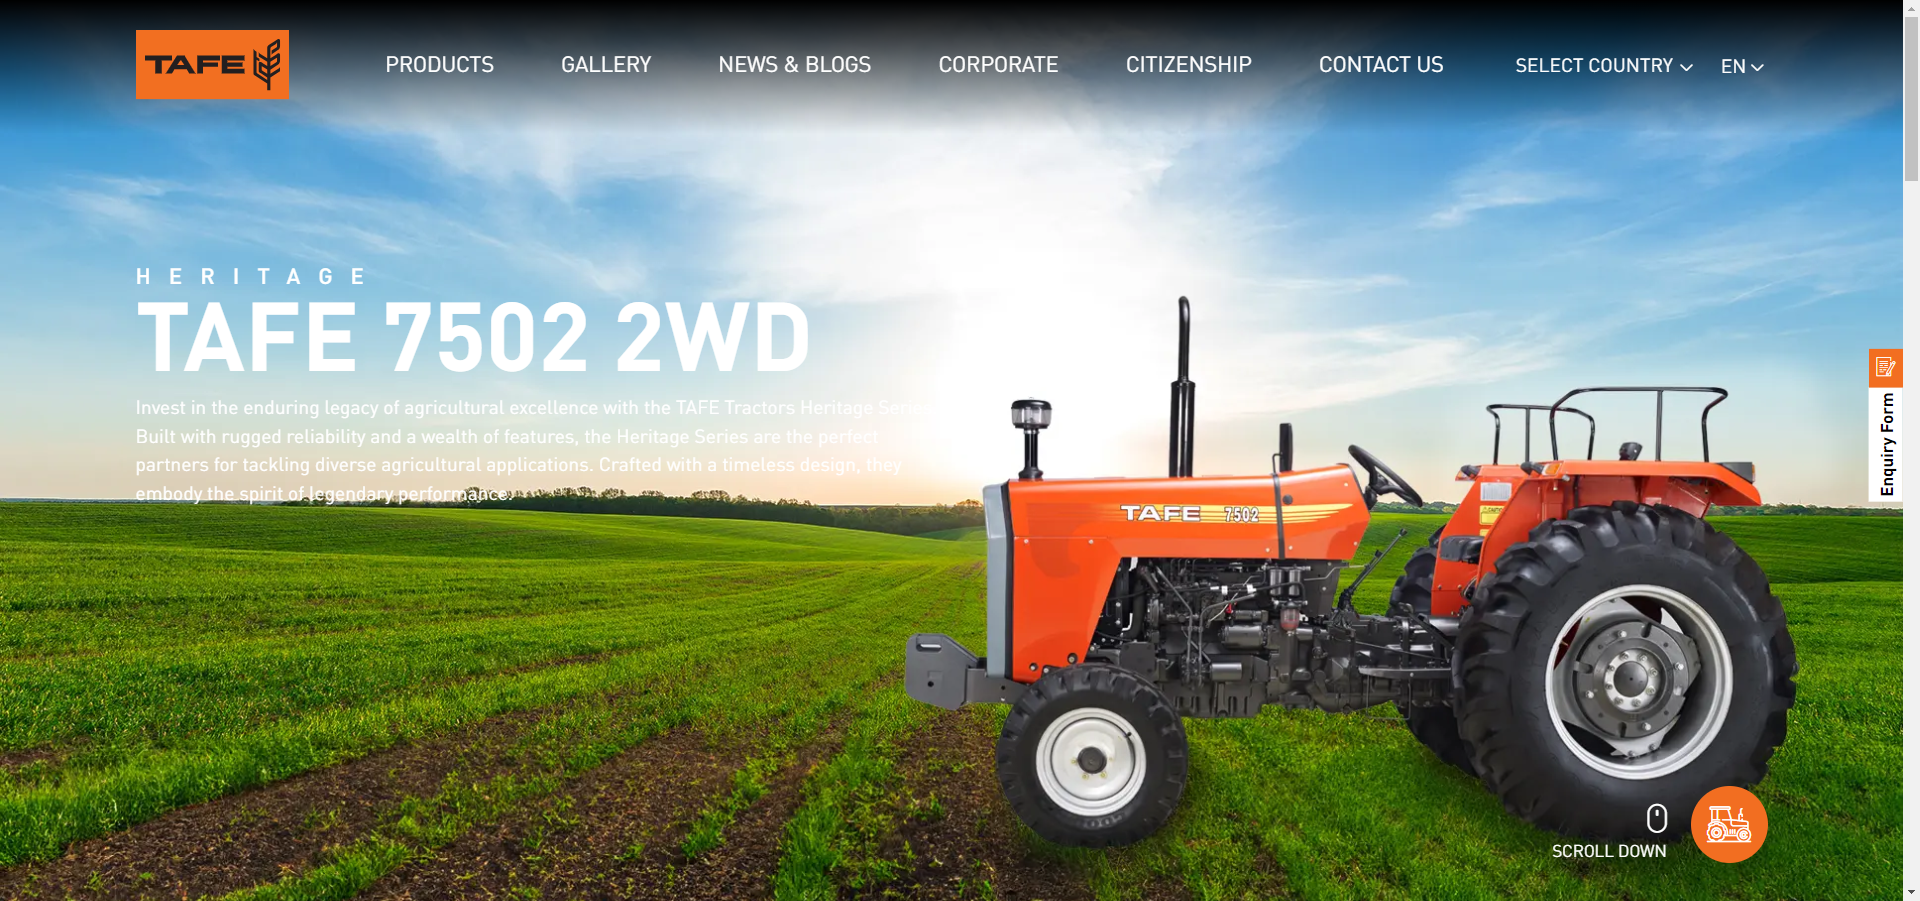 TAFE
PRODUCTS
GALLERY
NEWS & BLOGS
CORPORATE
CITIZENSHIP
CONTACT US
SELECT COUNTRY
EN
HERITAGE
TAFE 7502 2WD
Invest in the enduring legacy of agricultural excellence with the TAFE Tractors Heritage Series.
Built with rugged reliability and a wealth of features, the Heritage Series are the perfect
partners for tackling diverse agricultural applications. Crafted with a timeless design, they
embody the spirit of legendary performance.
Enquiry Form
TAFE 7502
SCROLL DOWN